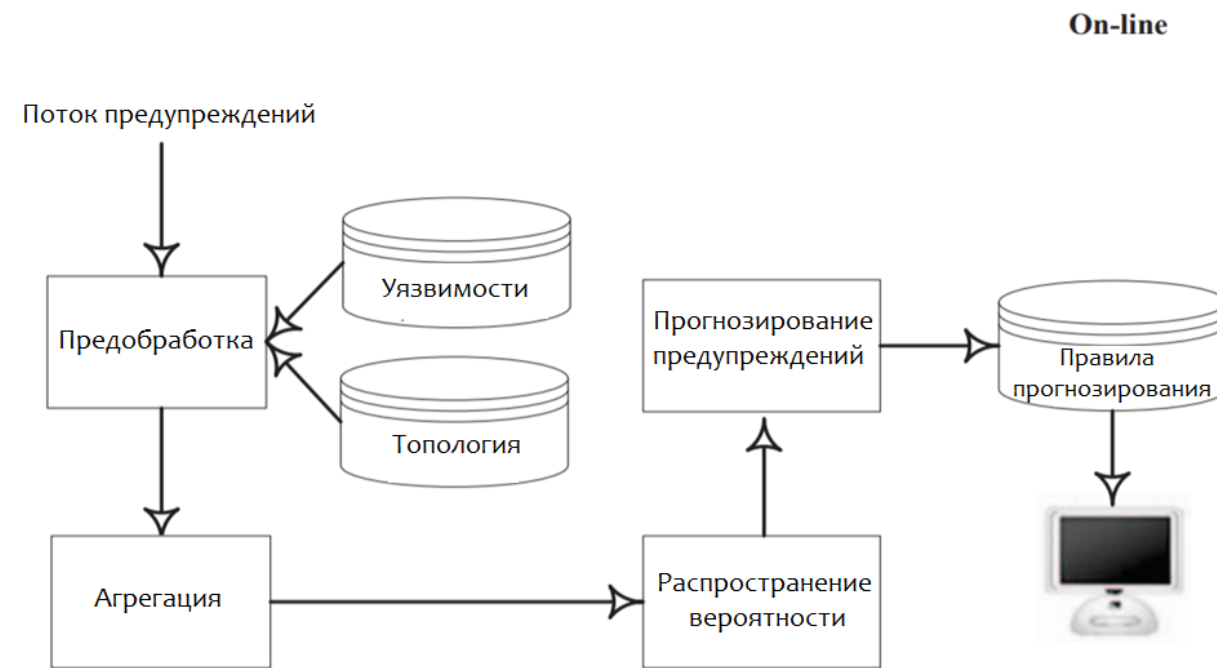 On-line
Поток предупреждений
Уязвимости
Предобработка
Топология
Прогнозирование
предупреждений
Правила
прогнозирования
Агрегация
Распространение
вероятности